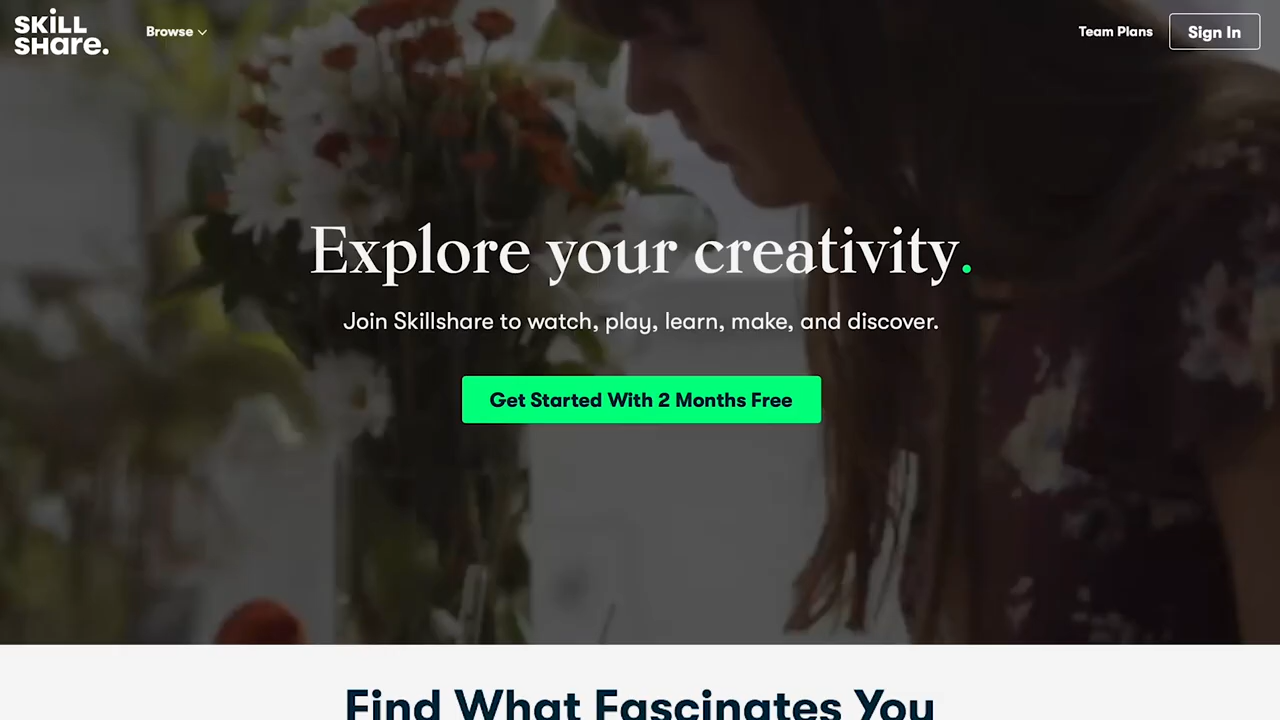 SKiLL
SHare.
Browse
Team Plans
Sign In
Explore your creativity.
Join Skillshare to watch, play, learn, make, and discover.
Get Started With 2 Months Free
Find What Fascinates You